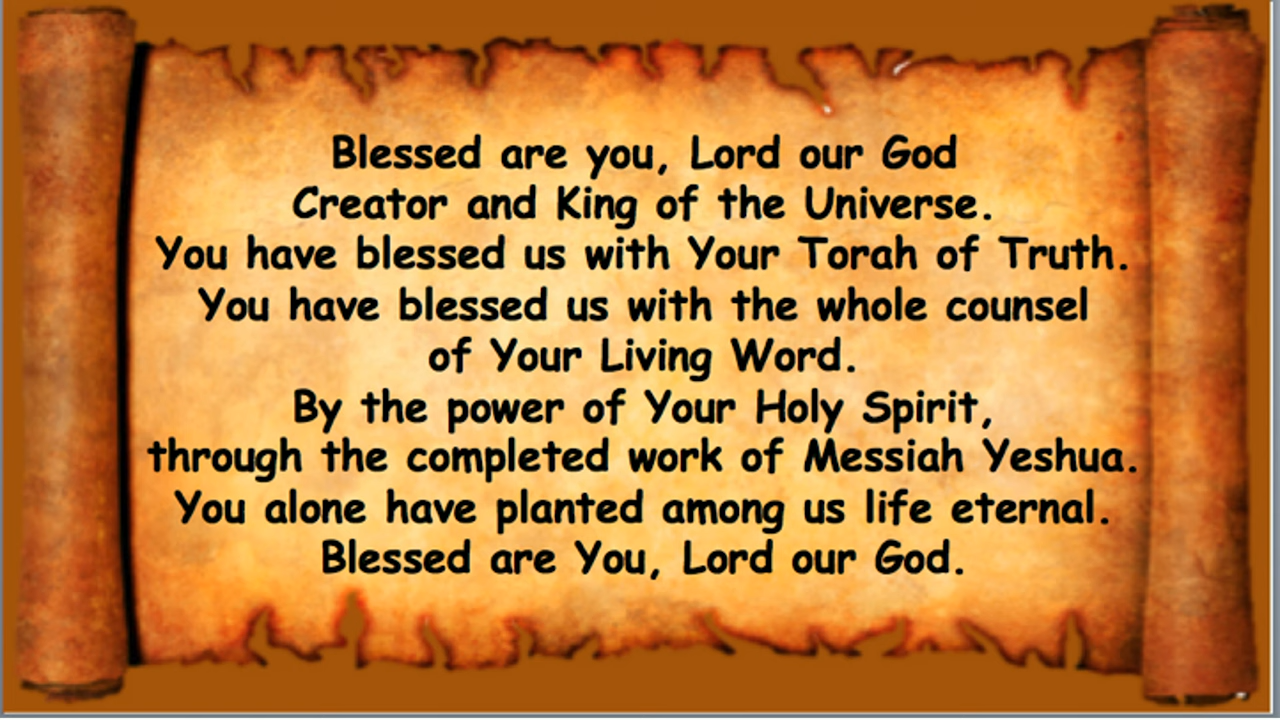 Blessed are you, Lord our God
Creator and King of the Universe.
You have blessed us with Your Torah of Truth.
You have blessed us with the whole counsel
of Your Living Word.
By the power of Your Holy Spirit,
through the completed work of Messiah Yeshua.
You alone have planted among us life eternal.
Blessed are You, Lord our God.